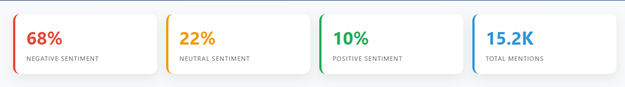 68%
NEGATIVE SENTIMENT
22%
NEUTRAL SENTIMENT
10%
POSITIVE SENTIMENT
15.2K
TOTAL MENTIONS